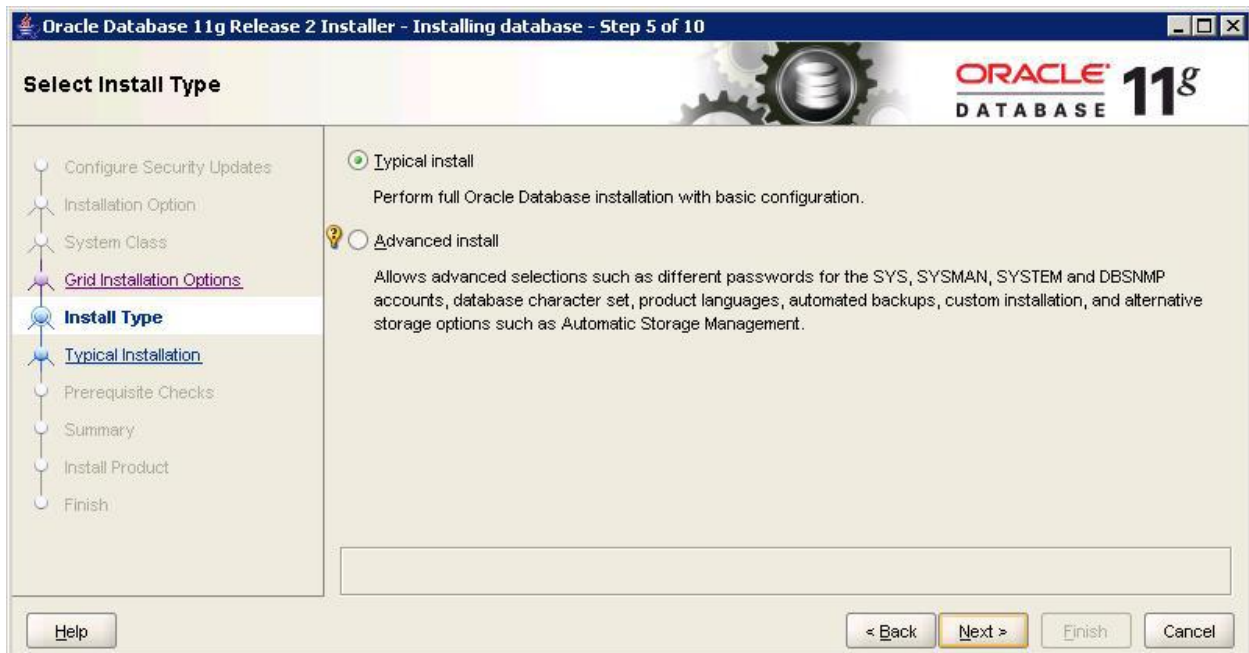 Oracle Database 11g Release 2 Installer - Installing database - Step 5 of 10
Select Install Type
ORACLE 11g
DATABASE
Configure Security Updates
Installation Option
System Class
Grid Installation Options
Install Type
Typical Installation
Prerequisite Checks
Summary
Install Product
Finish
Typical install
Perform full Oracle Database installation with basic configuration.
Advanced install
Allows advanced selections such as different passwords for the SYS, SYSMAN, SYSTEM and DBSNMP
accounts, database character set, product languages, automated backups, custom installation, and alternative
storage options such as Automatic Storage Management.
Help
< Back
Next >
Finish
Cancel